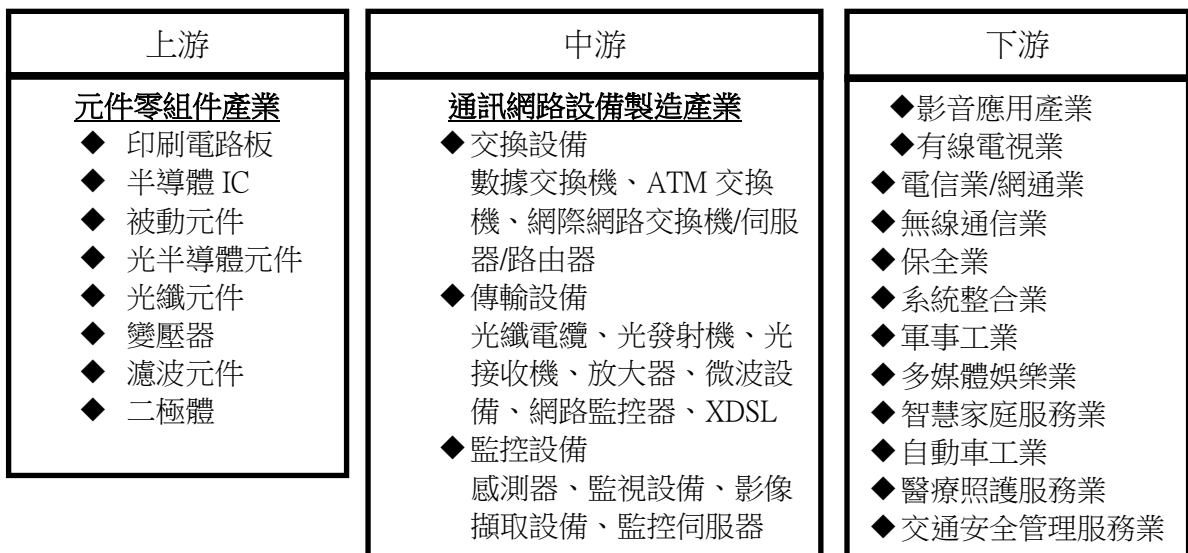 上游
元件零組件產業
◆ 印刷電路板
◆ 半導體 IC
◆ 被動元件
◆ 光半導體元件
◆ 光纖元件
◆ 變壓器
◆ 濾波元件
◆ 二極體
中游
通訊網路設備製造產業
◆交換設備
數據交換機、ATM 交換
機、網際網路交換機/伺服
器/路由器
◆傳輸設備
光纖電纜、光發射機、光
接收機、放大器、微波設
備、網路監控器、XDSL
◆監控設備
感測器、監視設備、影像
擷取設備、監控伺服器
下游
◆影音應用產業
◆有線電視業
◆電信業/網通業
◆無線通信業
◆保全業
◆系統整合業
◆軍事工業
◆多媒體娛樂業
◆智慧家庭服務業
◆自動車工業
◆醫療照護服務業
◆交通安全管理服務業